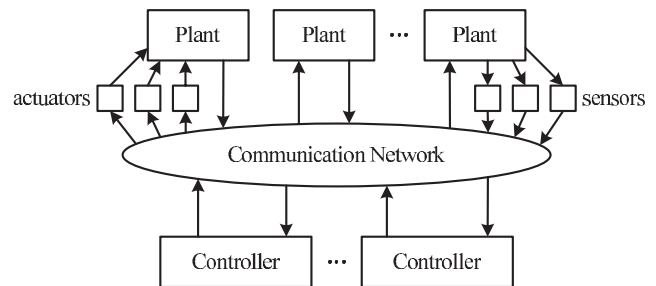 Plant Plant ... Plant
actuators sensors
Communication Network
Controller ... Controller